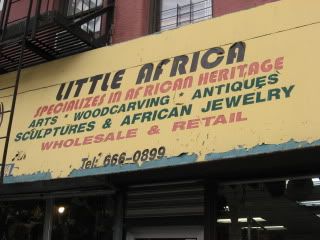 LITTLE AFRICA
SPECIALIZES IN AFRICAN HERITAGE
ARTS · WOODCARVING ~ ANTIQUES
SCULPTURES & AFRICAN JEWELRY
WHOLESALE & RETAIL
Tel: 666-0899